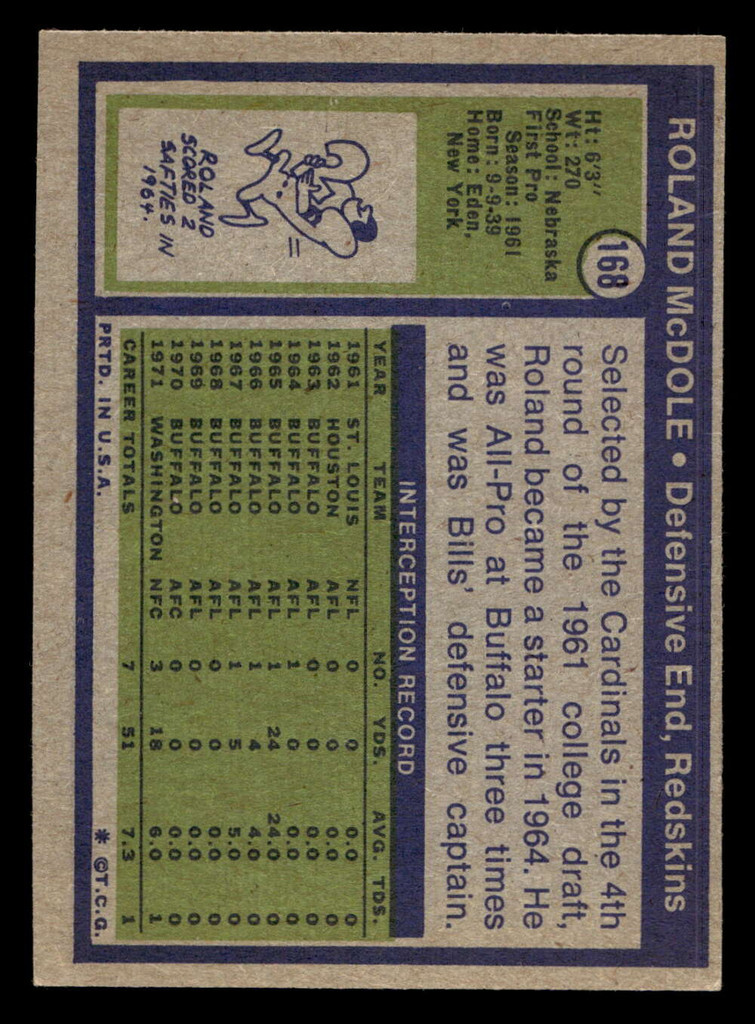 ROLAND McDOLE • Defensive End, Redskins
168
Ht: 6'3"
Wt: 270
School: Nebraska
First Pro
Season: 1961
Born: 9-9-39
Home: Eden,
New York
ROLAND
SCORED 2
SAFTIES IN
1964.
Selected by the Cardinals in the 4th
round of the 1961 college draft,
Roland became a starter in 1964. He
was All-Pro at Buffalo three times
and was Bills' defensive captain.
INTERCEPTION RECORD
YEAR TEAM NO. YDS. AVG. TDS.
1961 ST. LOUIS NFL 0 0 0.0 0
1962 HOUSTON AFL 0 0 0.0 0
1963 BUFFALO AFL 0 0 0.0 0
1964 BUFFALO AFL 1 0 0.0 0
1965 BUFFALO AFL 1 24 24.0 0
1966 BUFFALO AFL 1 4 4.0 0
1967 BUFFALO AFL 1 5 5.0 0
1968 BUFFALO AFL 0 0 0.0 0
1969 BUFFALO AFL 0 0 0.0 0
1970 BUFFALO AFC 0 0 0.0 0
1971 WASHINGTON NFC 3 18 6.0 1
CAREER TOTALS 7 51 7.3 1
PRTD. IN U.S.A. * ©T.C.G.